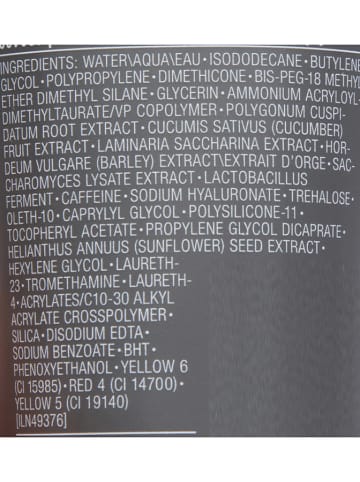 INGREDIENTS: WATER\AQUA\EAU • ISODODECANE • BUTYLENE
GLYCOL • POLYPROPYLENE • DIMETHICONE • BIS-PEG-18 METHYL
ETHER DIMETHYL SILANE • GLYCERIN • AMMONIUM ACRYLOYL
DIMETHYLTAURATE/VP COPOLYMER • POLYGONUM CUSPI-
DATUM ROOT EXTRACT • CUCUMIS SATIVUS (CUCUMBER)
FRUIT EXTRACT • LAMINARIA SACCHARINA EXTRACT • HOR-
DEUM VULGARE (BARLEY) EXTRACT\EXTRAIT D'ORGE • SAC-
CHAROMYCES LYSATE EXTRACT • LACTOBACILLUS
FERMENT • CAFFEINE • SODIUM HYALURONATE • TREHALOSE •
OLETH-10 • CAPRYLYL GLYCOL • POLYSILICONE-11 •
TOCOPHERYL ACETATE • PROPYLENE GLYCOL DICAPRATE •
HELIANTHUS ANNUUS (SUNFLOWER) SEED EXTRACT •
HEXYLENE GLYCOL • LAURETH-
23 • TROMETHAMINE • LAURETH-
4 • ACRYLATES/C10-30 ALKYL
ACRYLATE CROSSPOLYMER •
SILICA • DISODIUM EDTA •
SODIUM BENZOATE • BHT •
PHENOXYETHANOL • YELLOW 6
(CI 15985) • RED 4 (CI 14700) •
YELLOW 5 (CI 19140)
[ILN49376]